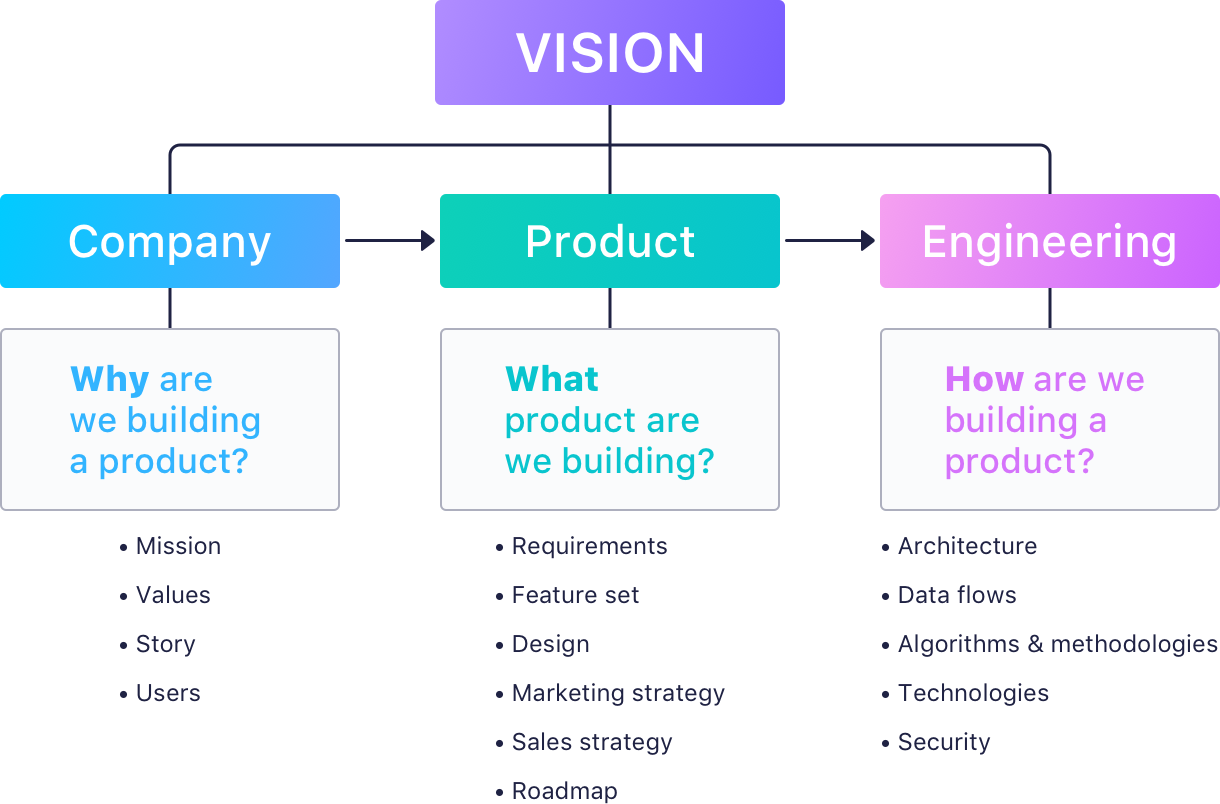 VISION
Company
Product
Engineering
Why are
we building
a product?
What
product are
we building?
How are we
building a
product?
• Mission
• Values
• Story
• Users
• Requirements
• Feature set
• Design
• Marketing strategy
• Sales strategy
• Roadmap
• Architecture
• Data flows
• Algorithms & methodologies
• Technologies
• Security